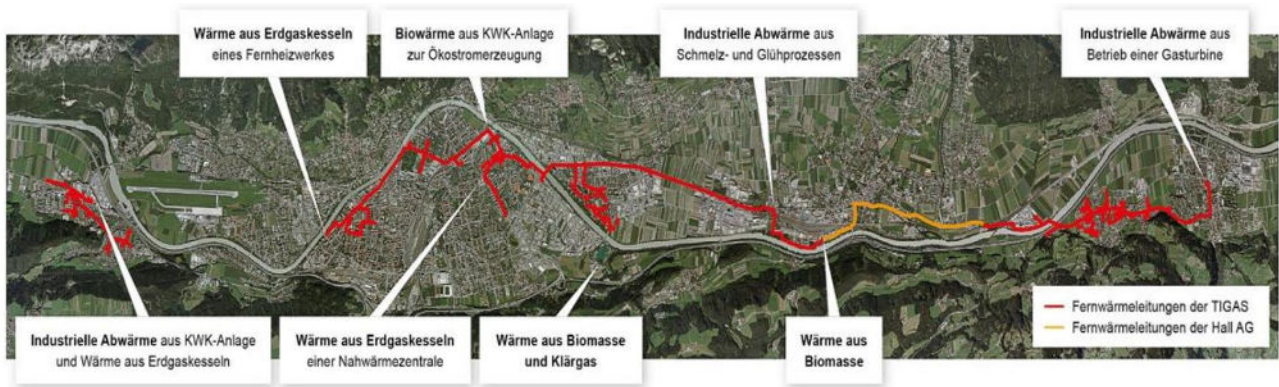 Wärme aus Erdgaskesseln
eines Fernheizwerkes
Biowärme aus KWK-Anlage
zur Ökostromerzeugung
Industrielle Abwärme aus
Schmelz- und Glühprozessen
Industrielle Abwärme aus
Betrieb einer Gasturbine
Industrielle Abwärme aus KWK-Anlage
und Wärme aus Erdgaskesseln
Wärme aus Erdgaskesseln
einer Nahwärmezentrale
Wärme aus Biomasse
und Klärgas
Wärme aus
Biomasse
Fernwärmeleitungen der TIGAS
Fernwärmeleitungen der Hall AG